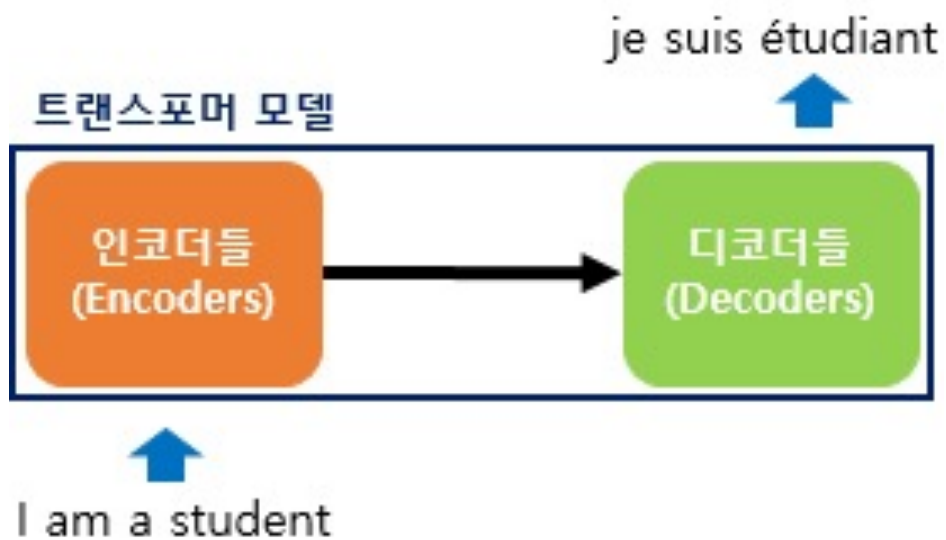 je suis étudiant
트랜스포머 모델
인코더들
(Encoders)
디코더들
(Decoders)
I am a student